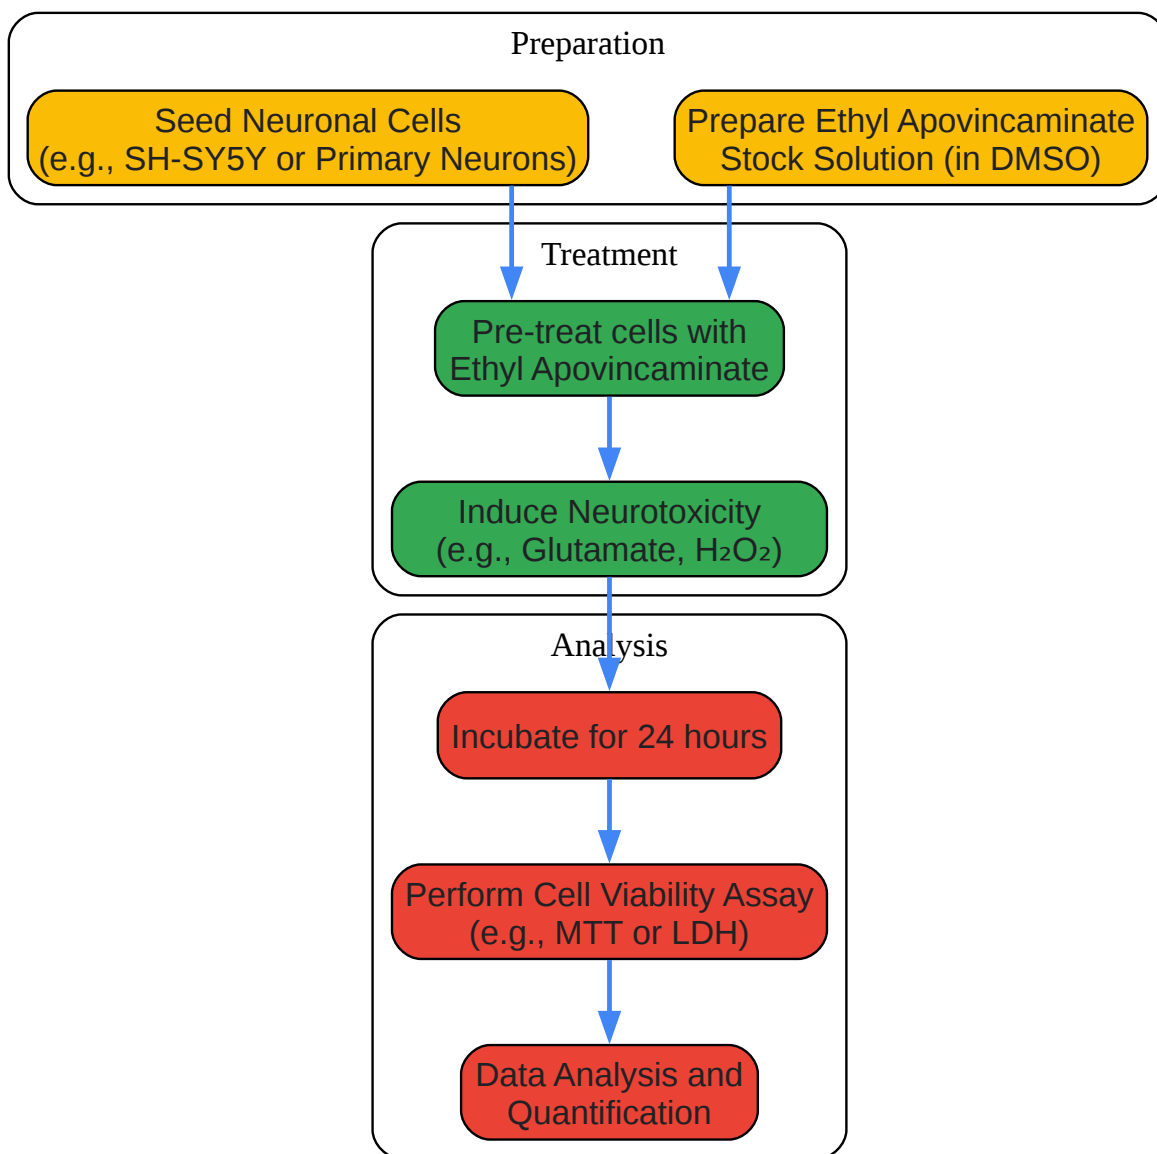 Preparation
Seed Neuronal Cells
(e.g., SH-SY5Y or Primary Neurons)
Prepare Ethyl Apovincaminate
Stock Solution (in DMSO)
Treatment
Pre-treat cells with
Ethyl Apovincaminate
Induce Neurotoxicity
(e.g., Glutamate, H₂O₂)
Analysis
Incubate for 24 hours
Perform Cell Viability Assay
(e.g., MTT or LDH)
Data Analysis and
Quantification